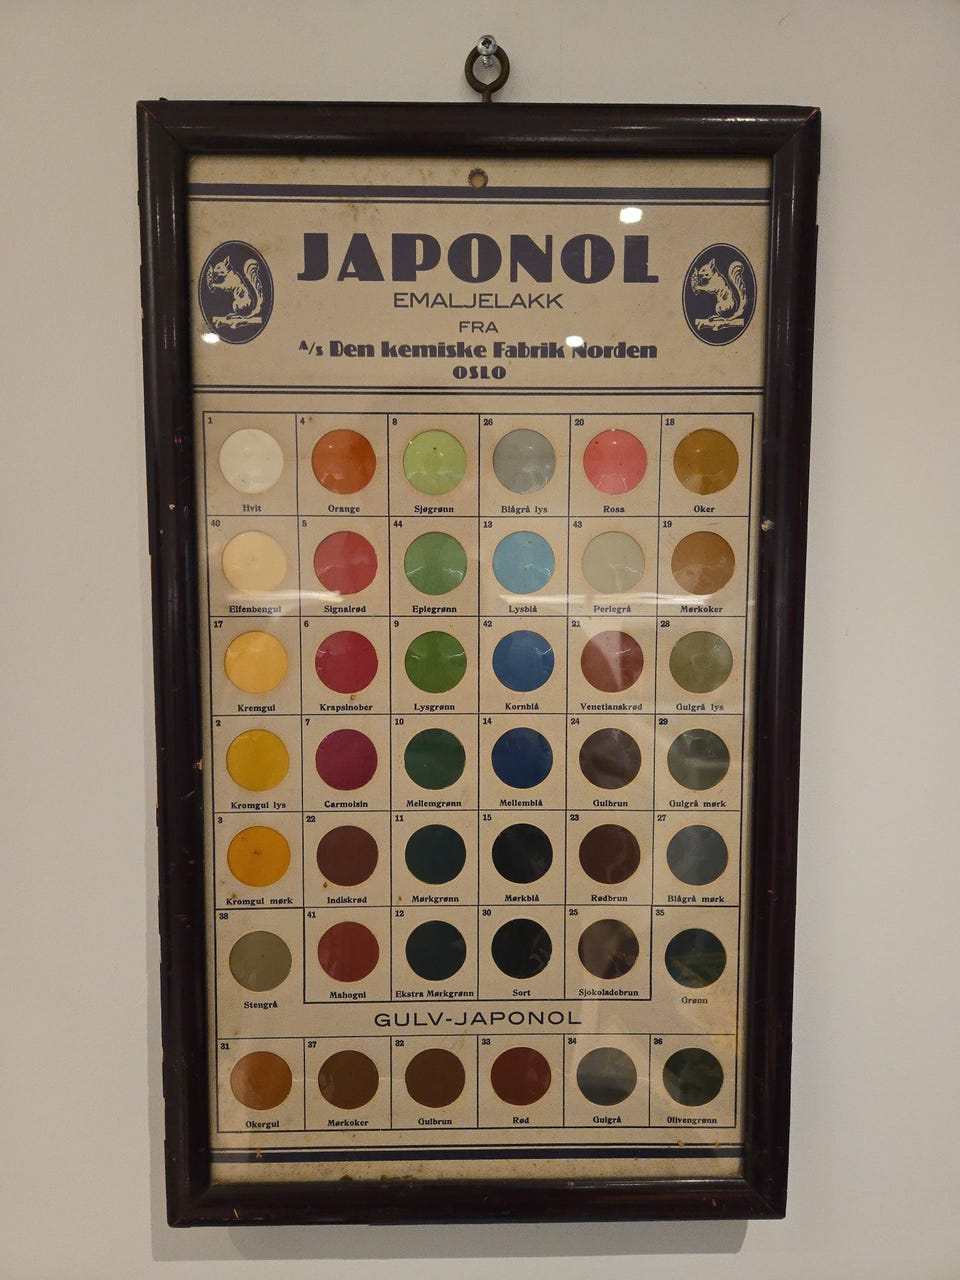 JAPONOL
EMALJELAKK
FRA
A/s Den kemiske Fabrik Norden
OSLO
1 4 8 26 20 18
Hvit Orange Sjøgrønn Blågrå lys Rosa Oker
40 5 44 13 43 19
Elfenbengul Signalrød Eplegrønn Lysblå Perlegrå Mørkoker
17 6 9 42 21 28
Kremgul Krapsinober Lysgrønn Kornblå Venetianskrød Gulgrå lys
2 7 10 14 24 29
Kromgul lys Carmoisin Mellemgrønn Mellemblå Gulbrun Gulgrå mørk
3 22 11 15 23 27
Kromgul mørk Indiskrød Mørkgrønn Mørkblå Rødbrun Blågrå mørk
38 41 12 30 25 35
Stengrå Mahogni Ekstra Mørkgrønn Sort Sjokoladebrun Grønn
GULV-JAPONOL
31 37 32 33 34 36
Okergul Mørkoker Gulbrun Rød Gulgrå Olivengrønn